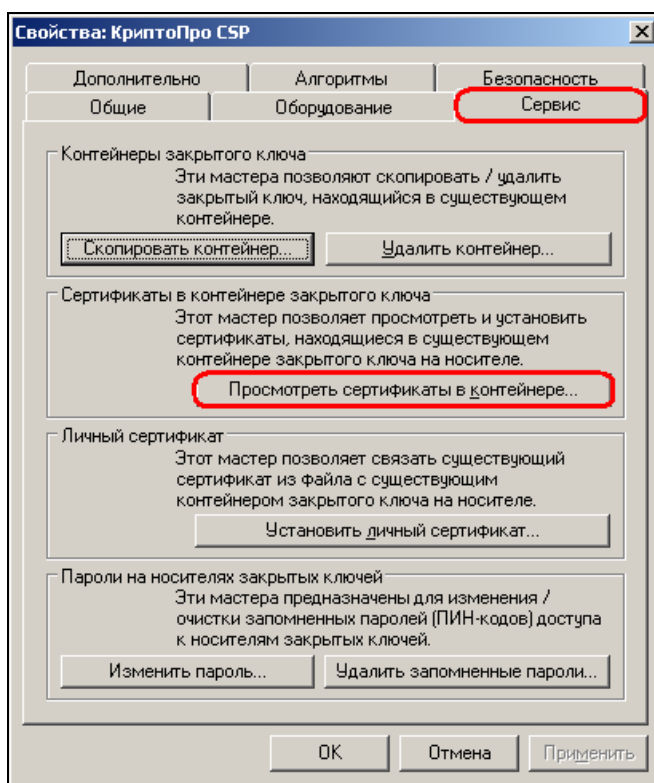 Свойства: КриптоПро CSP
Дополнительно
Алгоритмы
Безопасность
Общие
Оборудование
Сервис
Контейнеры закрытого ключа
Эти мастера позволяют скопировать / удалить
закрытый ключ, находящийся в существующем
контейнере.
Скопировать контейнер...
Удалить контейнер...
Сертификаты в контейнере закрытого ключа
Этот мастер позволяет просмотреть и установить
сертификаты, находящиеся в существующем
контейнере закрытого ключа на носителе.
Просмотреть сертификаты в контейнере...
Личный сертификат
Этот мастер позволяет связать существующий
сертификат из файла с существующим
контейнером закрытого ключа на носителе.
Установить личный сертификат...
Пароли на носителях закрытых ключей
Эти мастера предназначены для изменения /
очистки запомненных паролей (ПИН-кодов) доступа
к носителям закрытых ключей.
Изменить пароль...
Удалить запомненные пароли...
OK
Отмена
Применить